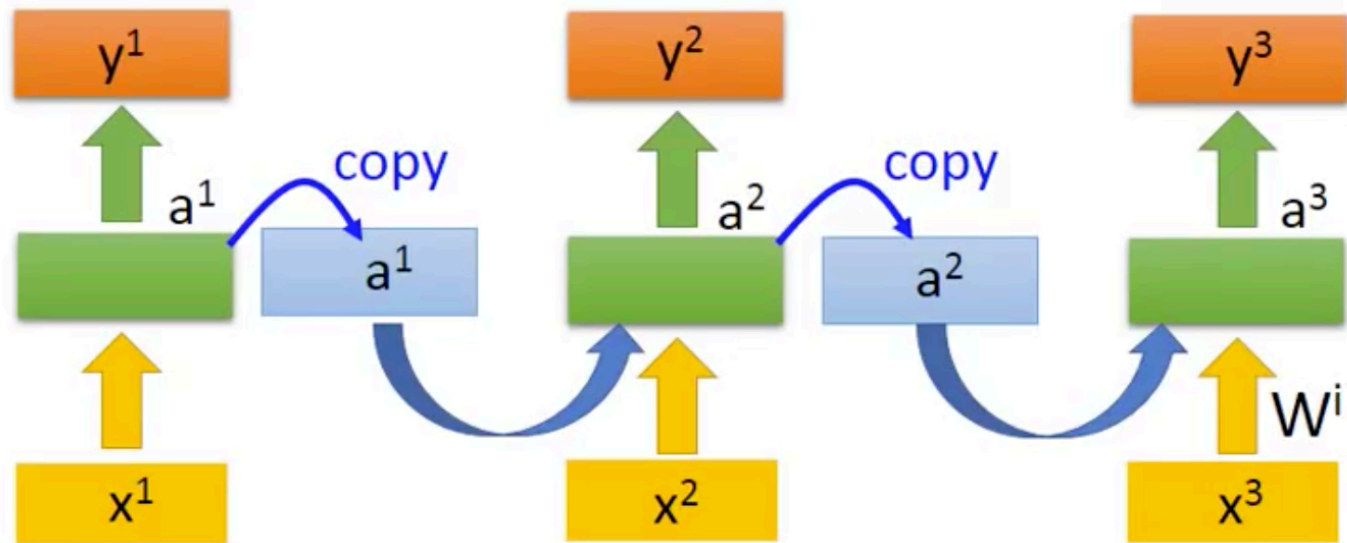 y¹ y² y³
copy copy
a¹ a² a³
a¹ a²
Wⁱ
x¹ x² x³